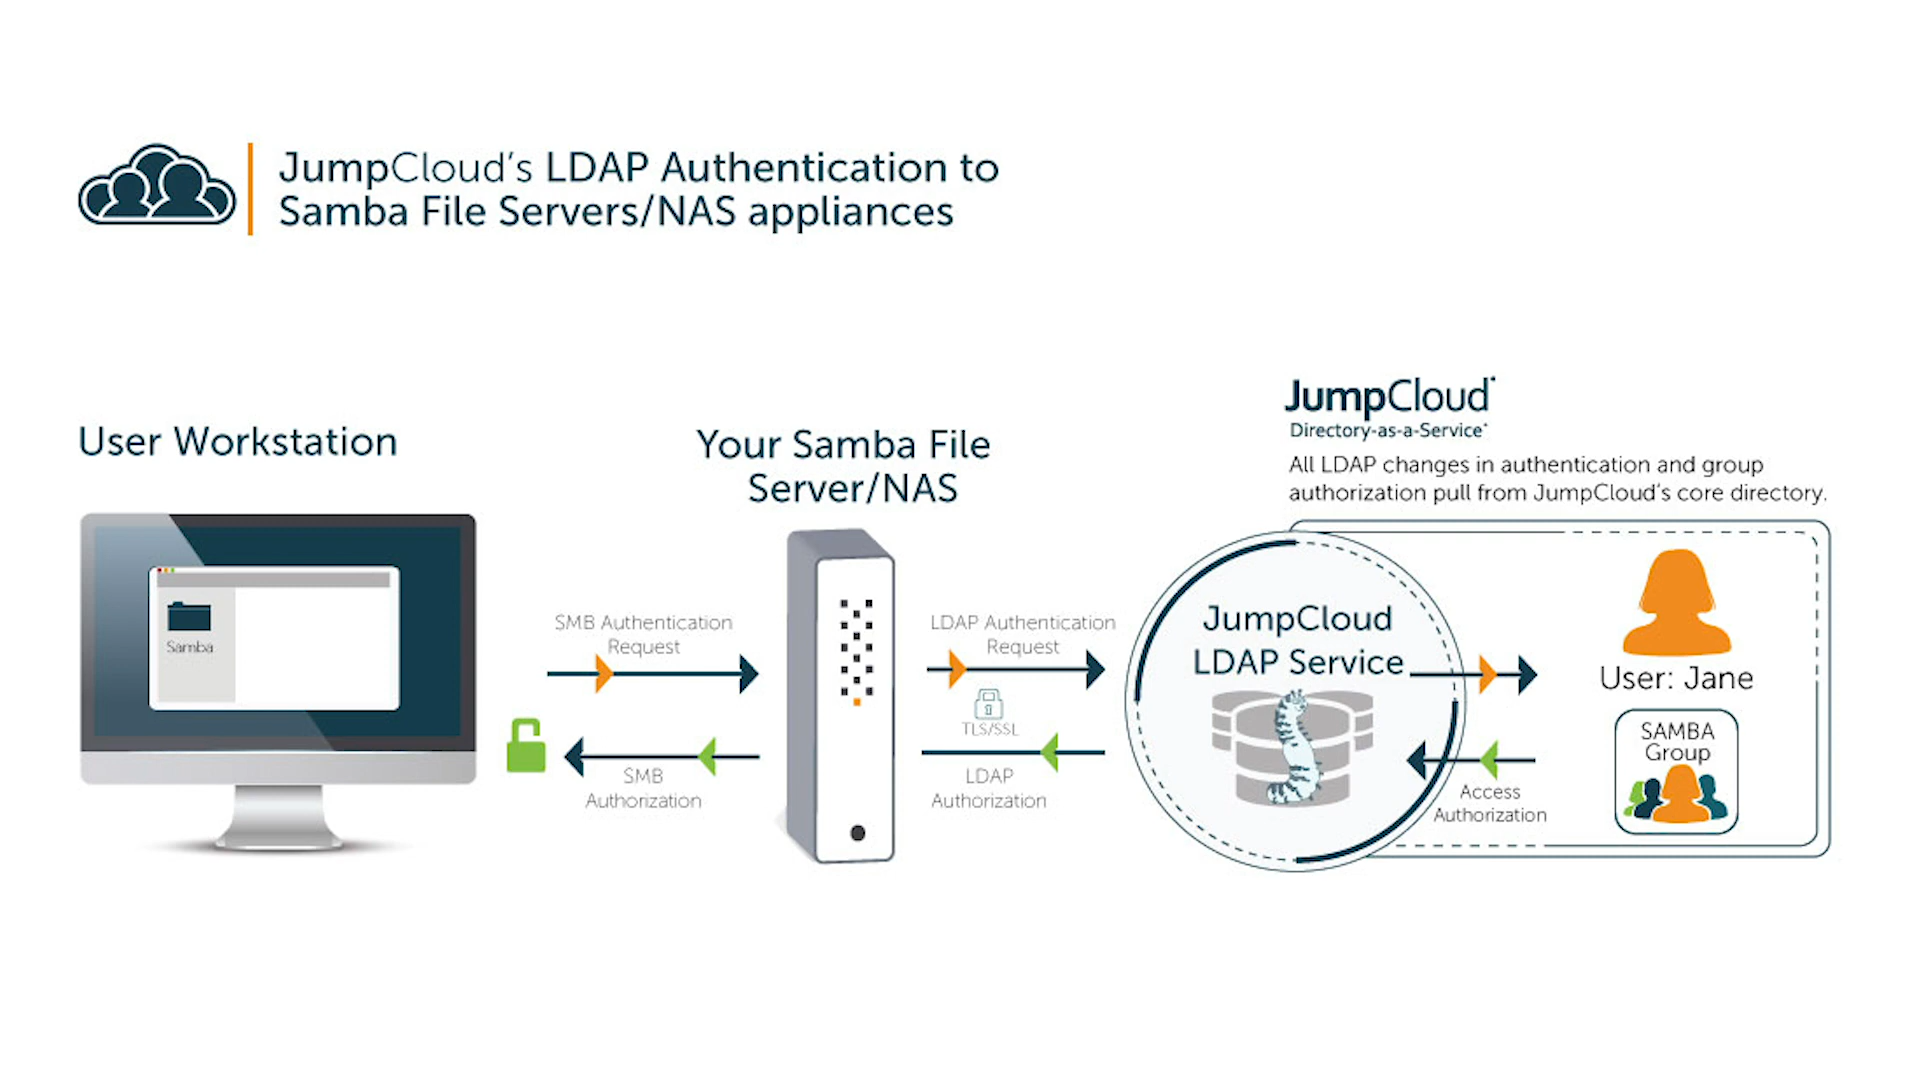 JumpCloud's LDAP Authentication to
Samba File Servers/NAS appliances
User Workstation
Samba
Your Samba File
Server/NAS
SMB Authentication
Request
SMB
Authorization
LDAP Authentication
Request
TLS/SSL
LDAP
Authorization
JumpCloud
Directory-as-a-Service
All LDAP changes in authentication and group
authorization pull from JumpCloud's core directory.
JumpCloud
LDAP Service
Access
Authorization
User: Jane
SAMBA
Group